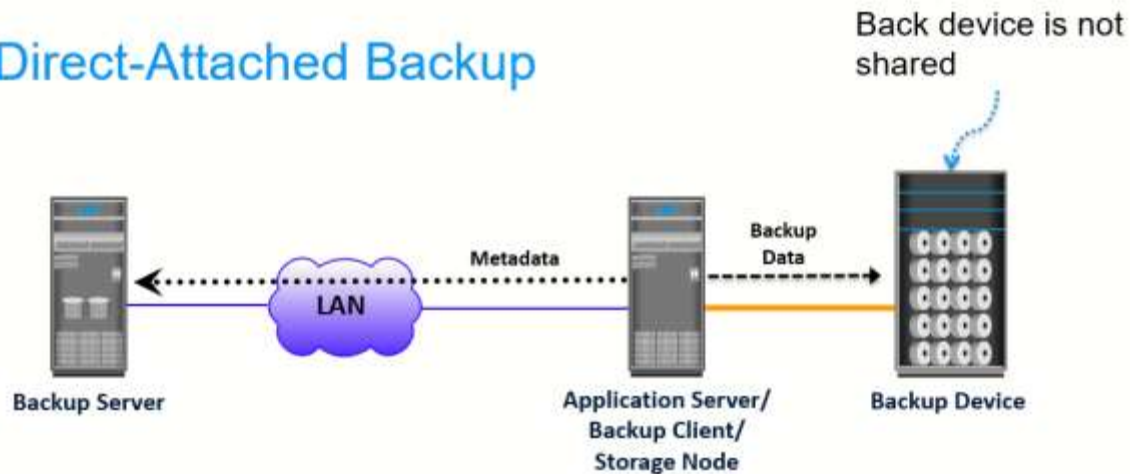 Direct-Attached Backup
Back device is not
shared
Metadata
Backup
Data
LAN
Backup Server
Application Server/
Backup Client/
Storage Node
Backup Device